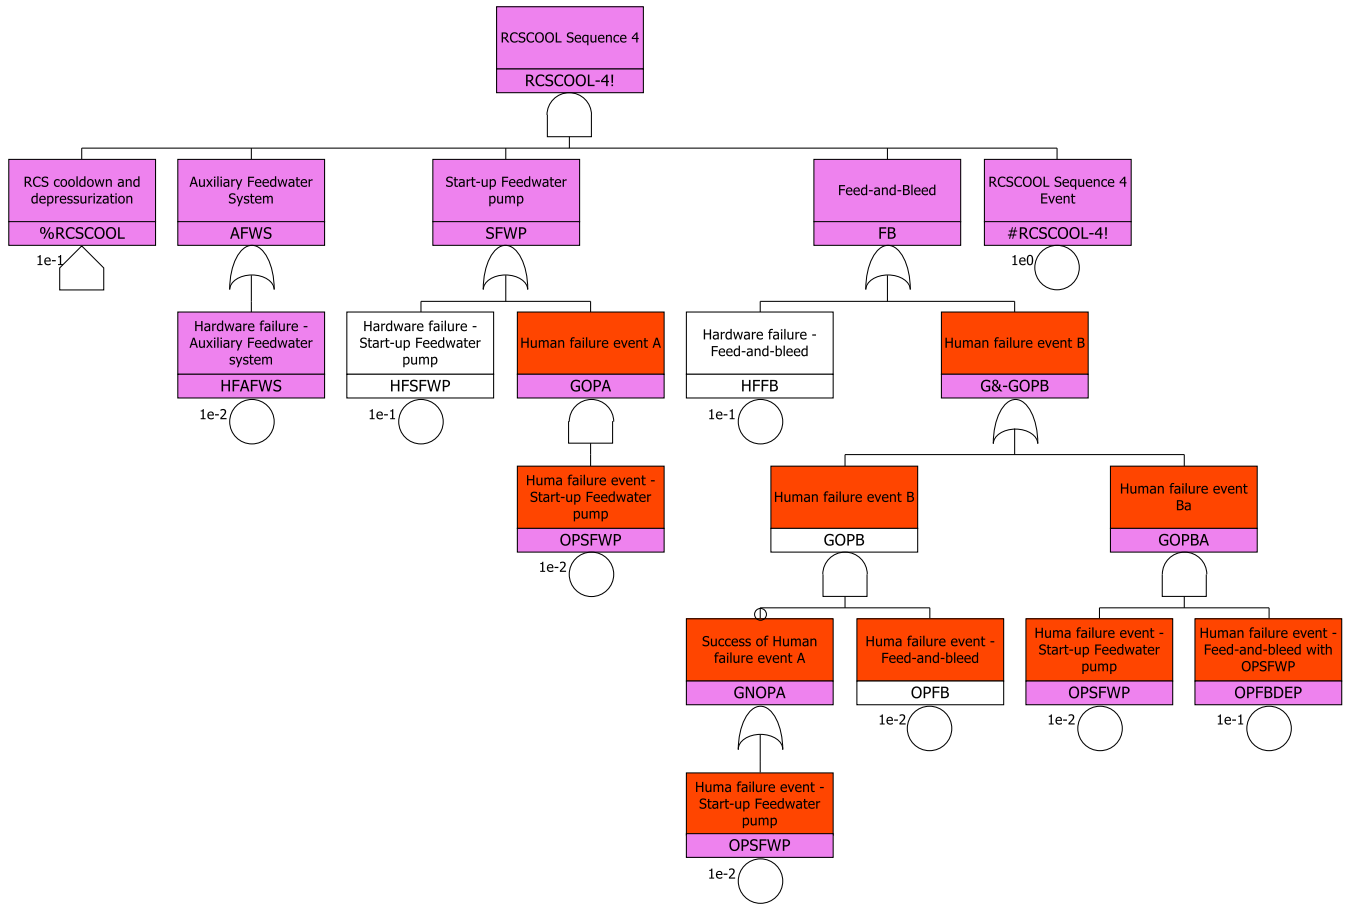 RCSCOOL Sequence 4
RCSCOOL-4!
RCS cooldown and
depressurization
%RCSCOOL
1e-1
Auxiliary Feedwater
System
AFWS
Start-up Feedwater
pump
SFWP
Feed-and-Bleed
FB
RCSCOOL Sequence 4
Event
#RCSCOOL-4!
1e0
Hardware failure -
Auxiliary Feedwater
system
HFAFWS
1e-2
Hardware failure -
Start-up Feedwater
pump
HFSFWP
1e-1
Human failure event A
GOPA
Hardware failure -
Feed-and-bleed
HFFB
1e-1
Human failure event B
G&-GOPB
Huma failure event -
Start-up Feedwater
pump
OPSFWP
1e-2
Human failure event B
GOPB
Human failure event
Ba
GOPBA
Success of Human
failure event A
GNOPA
Huma failure event -
Feed-and-bleed
OPFB
1e-2
Huma failure event -
Start-up Feedwater
pump
OPSFWP
1e-2
Human failure event -
Feed-and-bleed with
OPSFWP
OPFBDEP
1e-1
Huma failure event -
Start-up Feedwater
pump
OPSFWP
1e-2